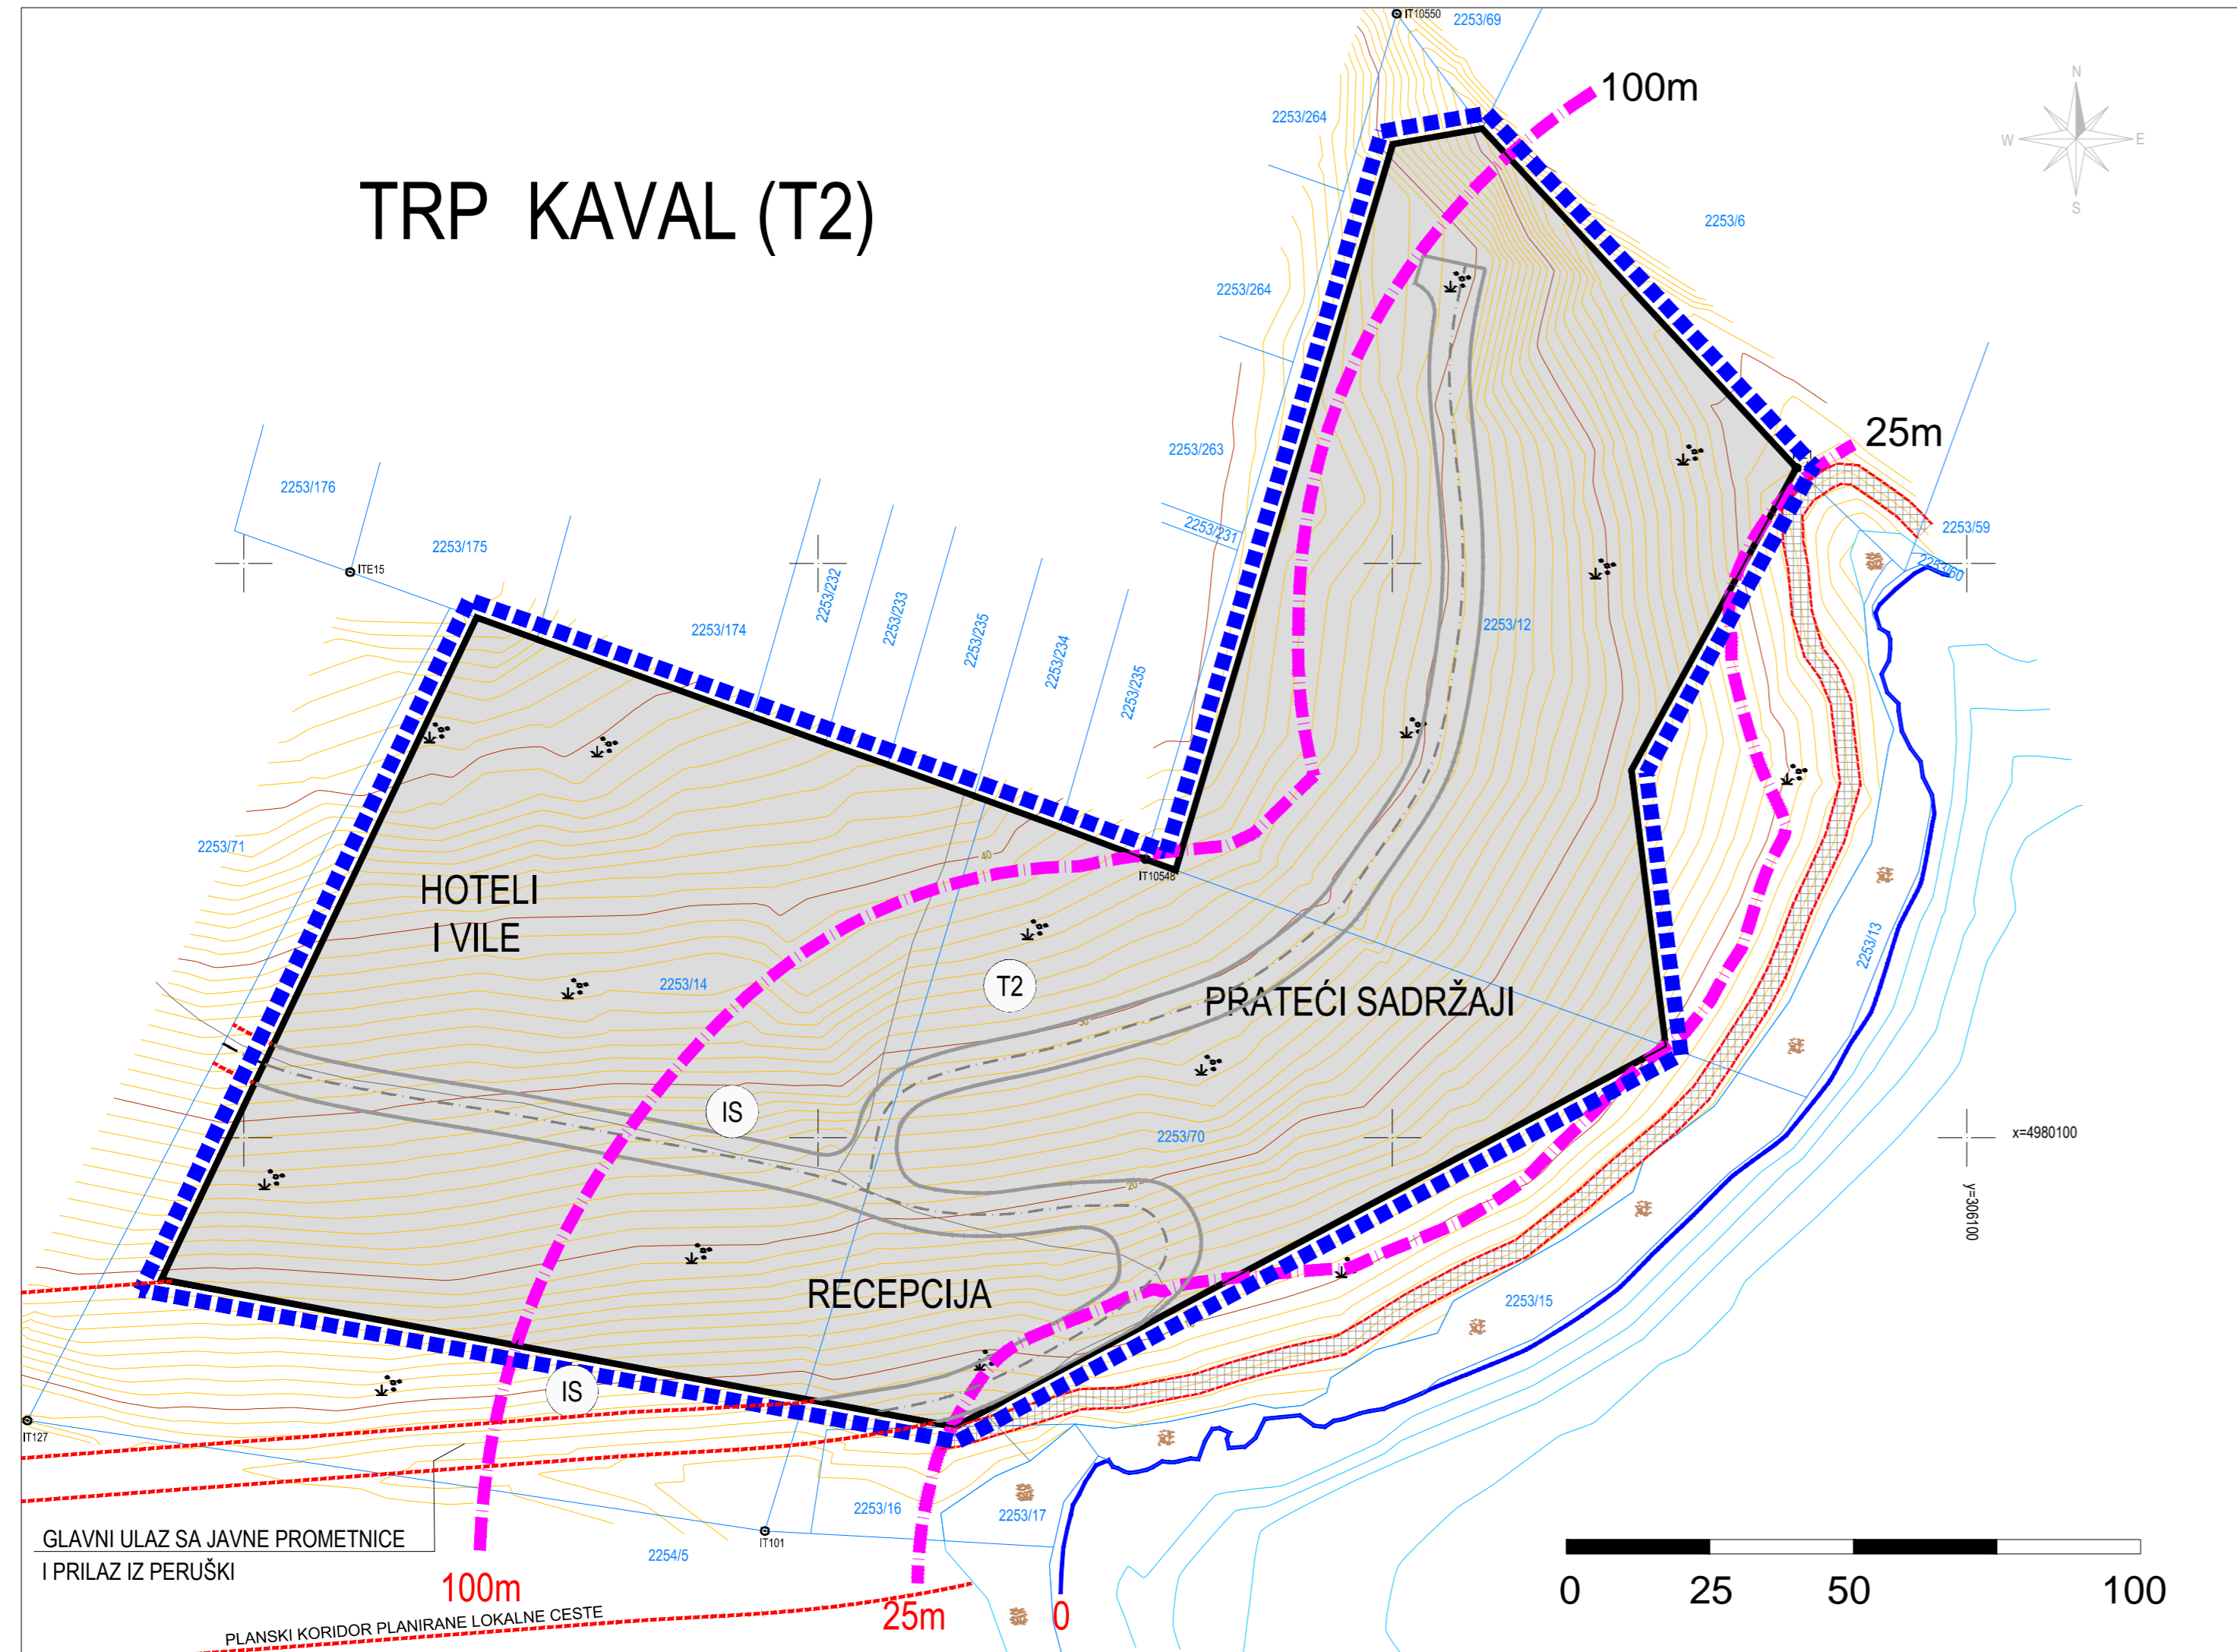 IT10550
2253/69
100m
N
W
E
S
2253/264
TRP KAVAL (T2)
2253/6
2253/264
25m
2253/263
2253/176
2253/231
2253/59
2253/175
ITE15
2253/60
2253/232
2253/233
2253/174
2253/235
2253/234
2253/12
2253/235
2253/71
40
IT10548
HOTELI
I VILE
2253/13
2253/14
T2
PRATEĆI SADRŽAJI
30
IS
2253/70
x=4980100
20
y=306100
RECEPCIJA
2253/15
IS
IT127
2253/16
2253/17
GLAVNI ULAZ SA JAVNE PROMETNICE
I PRILAZ IZ PERUŠKI
IT101
2254/5
100m
25m
0
PLANSKI KORIDOR PLANIRANE LOKALNE CESTE
0
25
50
100